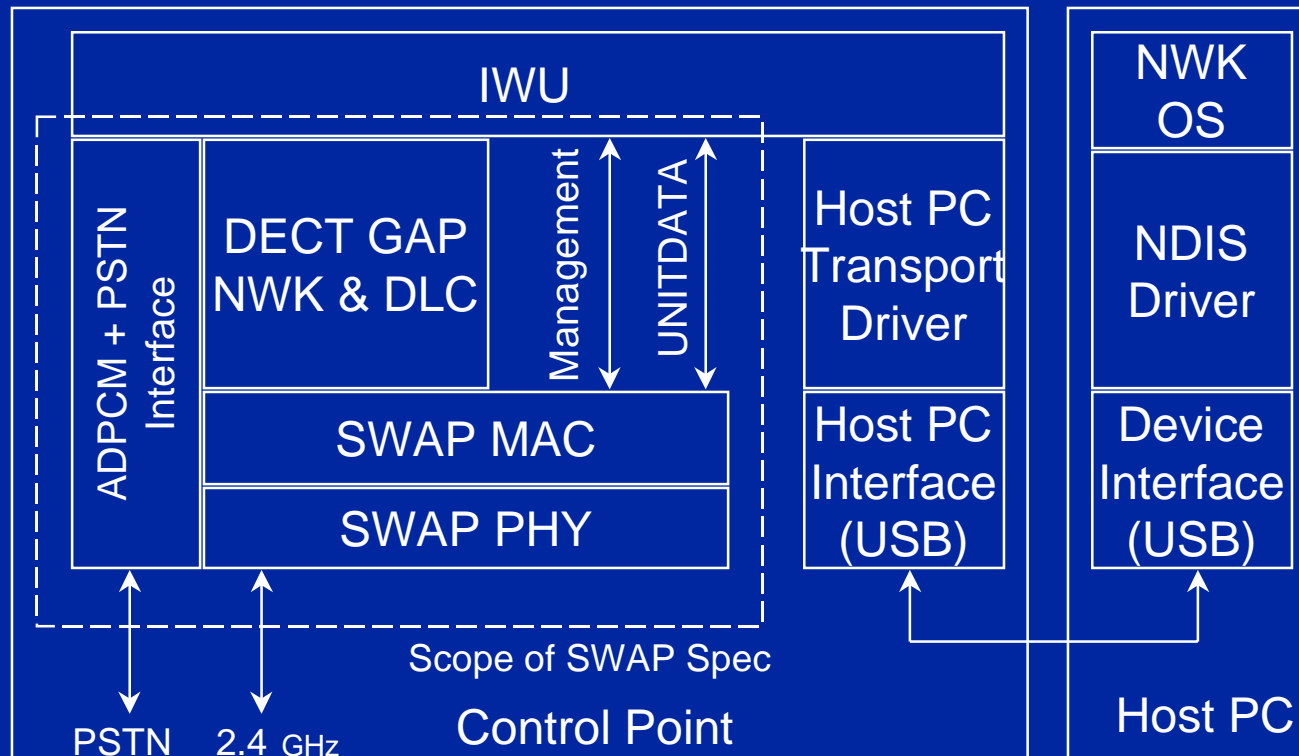 IWU
NWK
OS
ADPCM + PSTN
Interface
DECT GAP
NWK & DLC
Management
UNITDATA
Host PC
Transport
Driver
NDIS
Driver
SWAP MAC
SWAP PHY
Host PC
Interface
(USB)
Device
Interface
(USB)
Scope of SWAP Spec
PSTN
2.4 GHz
Control Point
Host PC